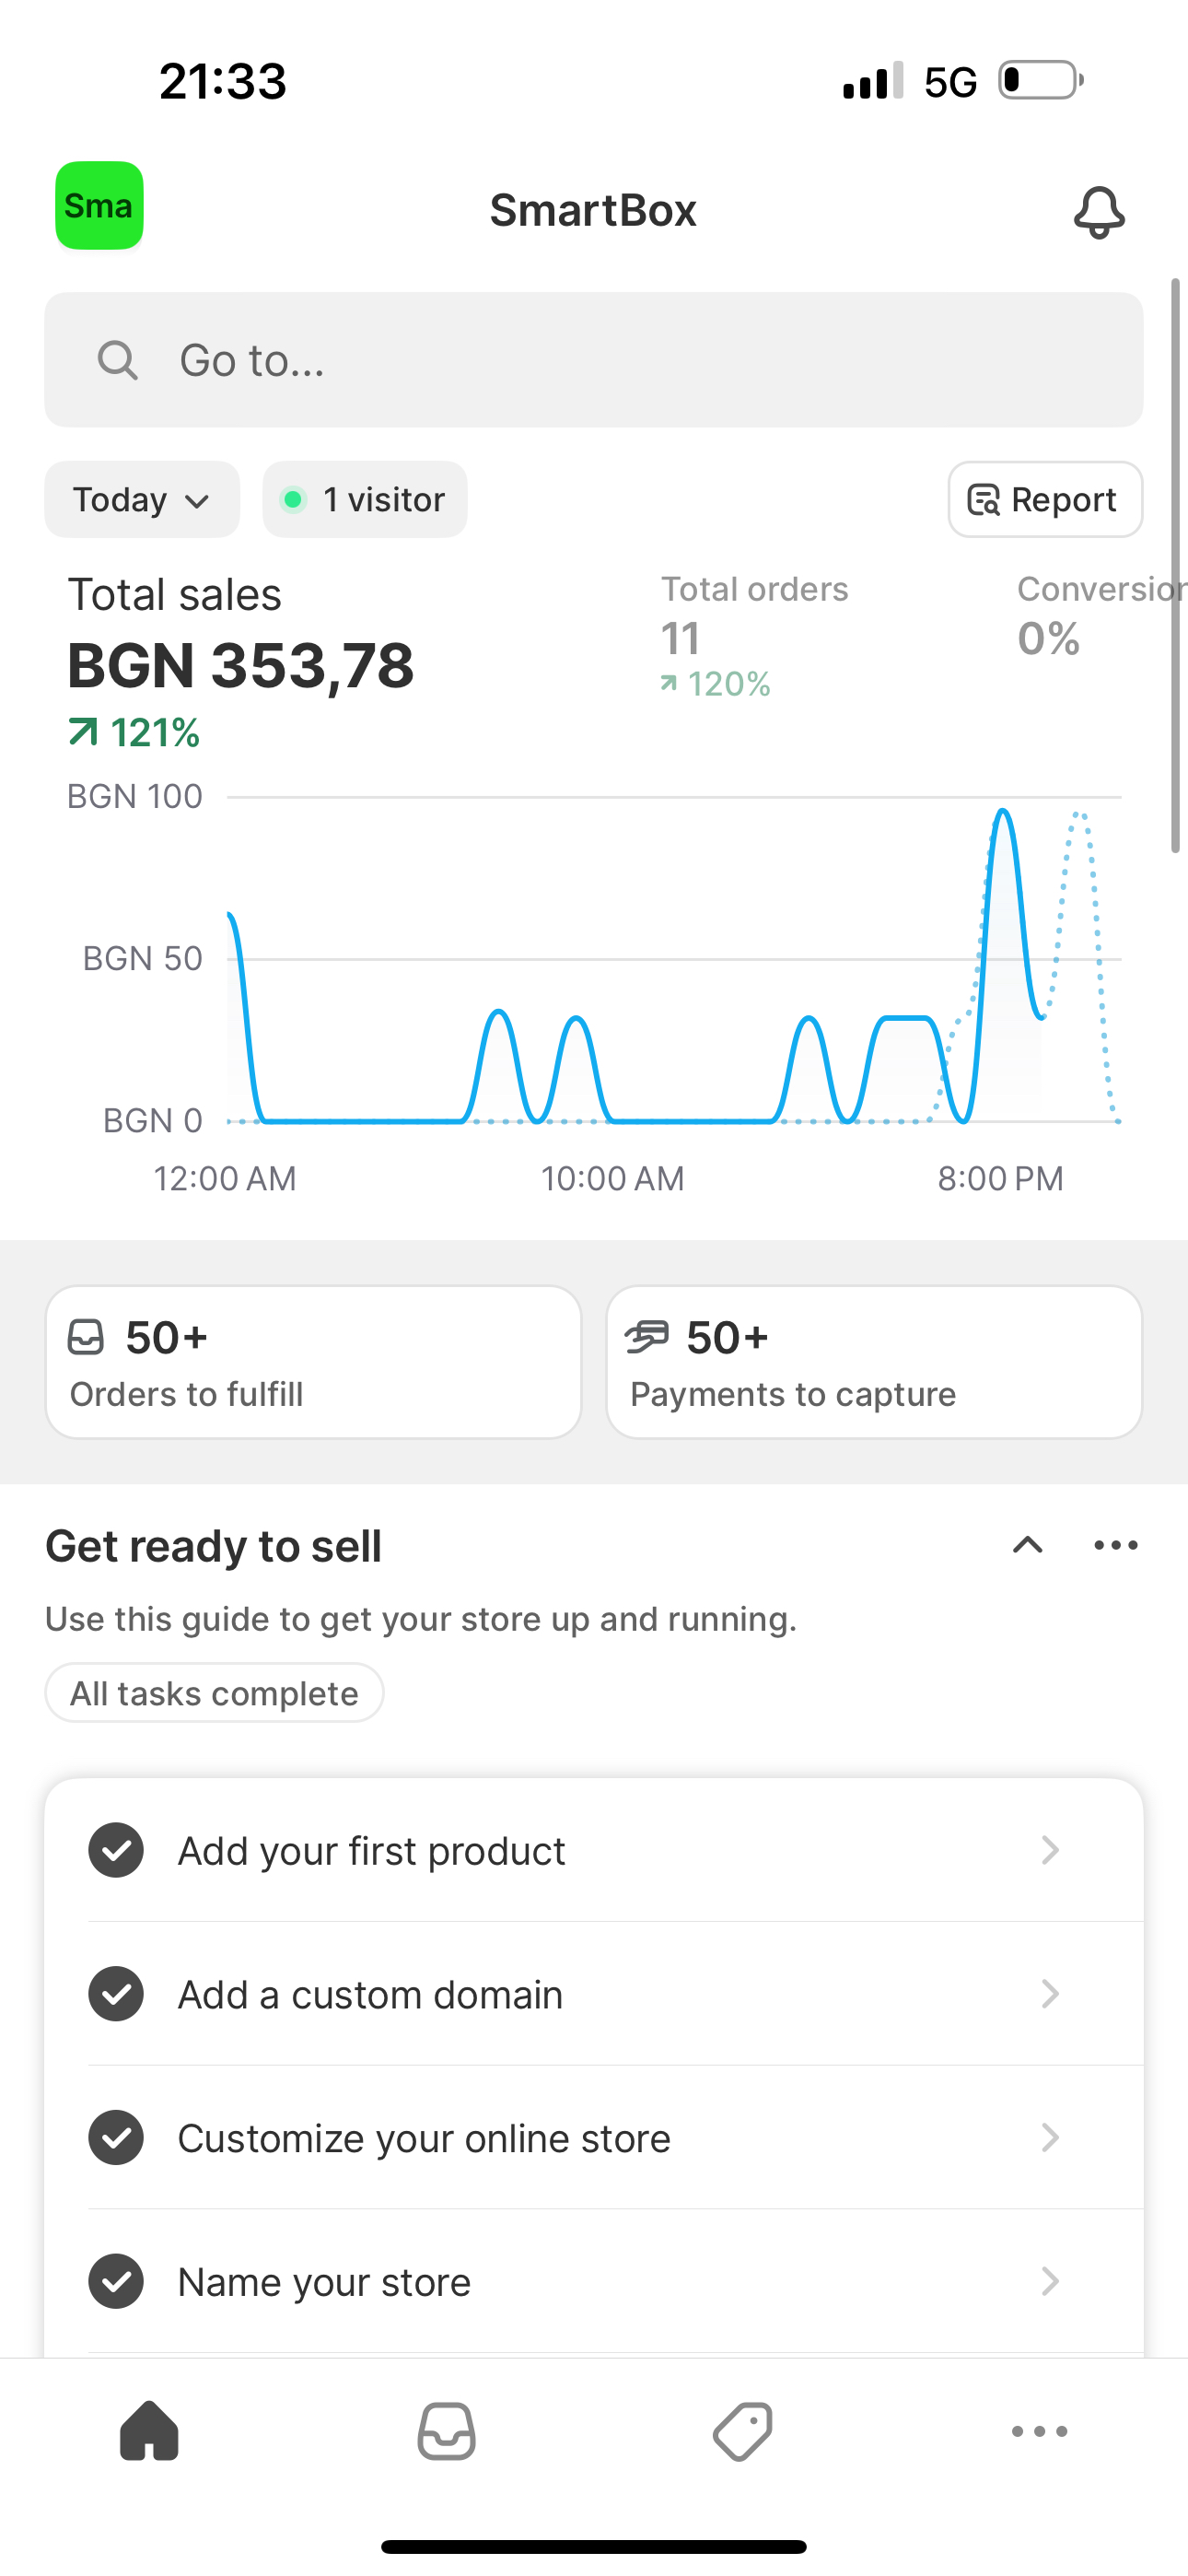 21:33
5G
Sma
SmartBox
Go to...
Today
1 visitor
Report
Total sales
Total orders
Conversion
BGN 353,78
11
0%
121%
120%
BGN 100
BGN 50
BGN 0
12:00 AM
10:00 AM
8:00 PM
50+
Orders to fulfill
50+
Payments to capture
Get ready to sell
Use this guide to get your store up and running.
All tasks complete
Add your first product
Add a custom domain
Customize your online store
Name your store